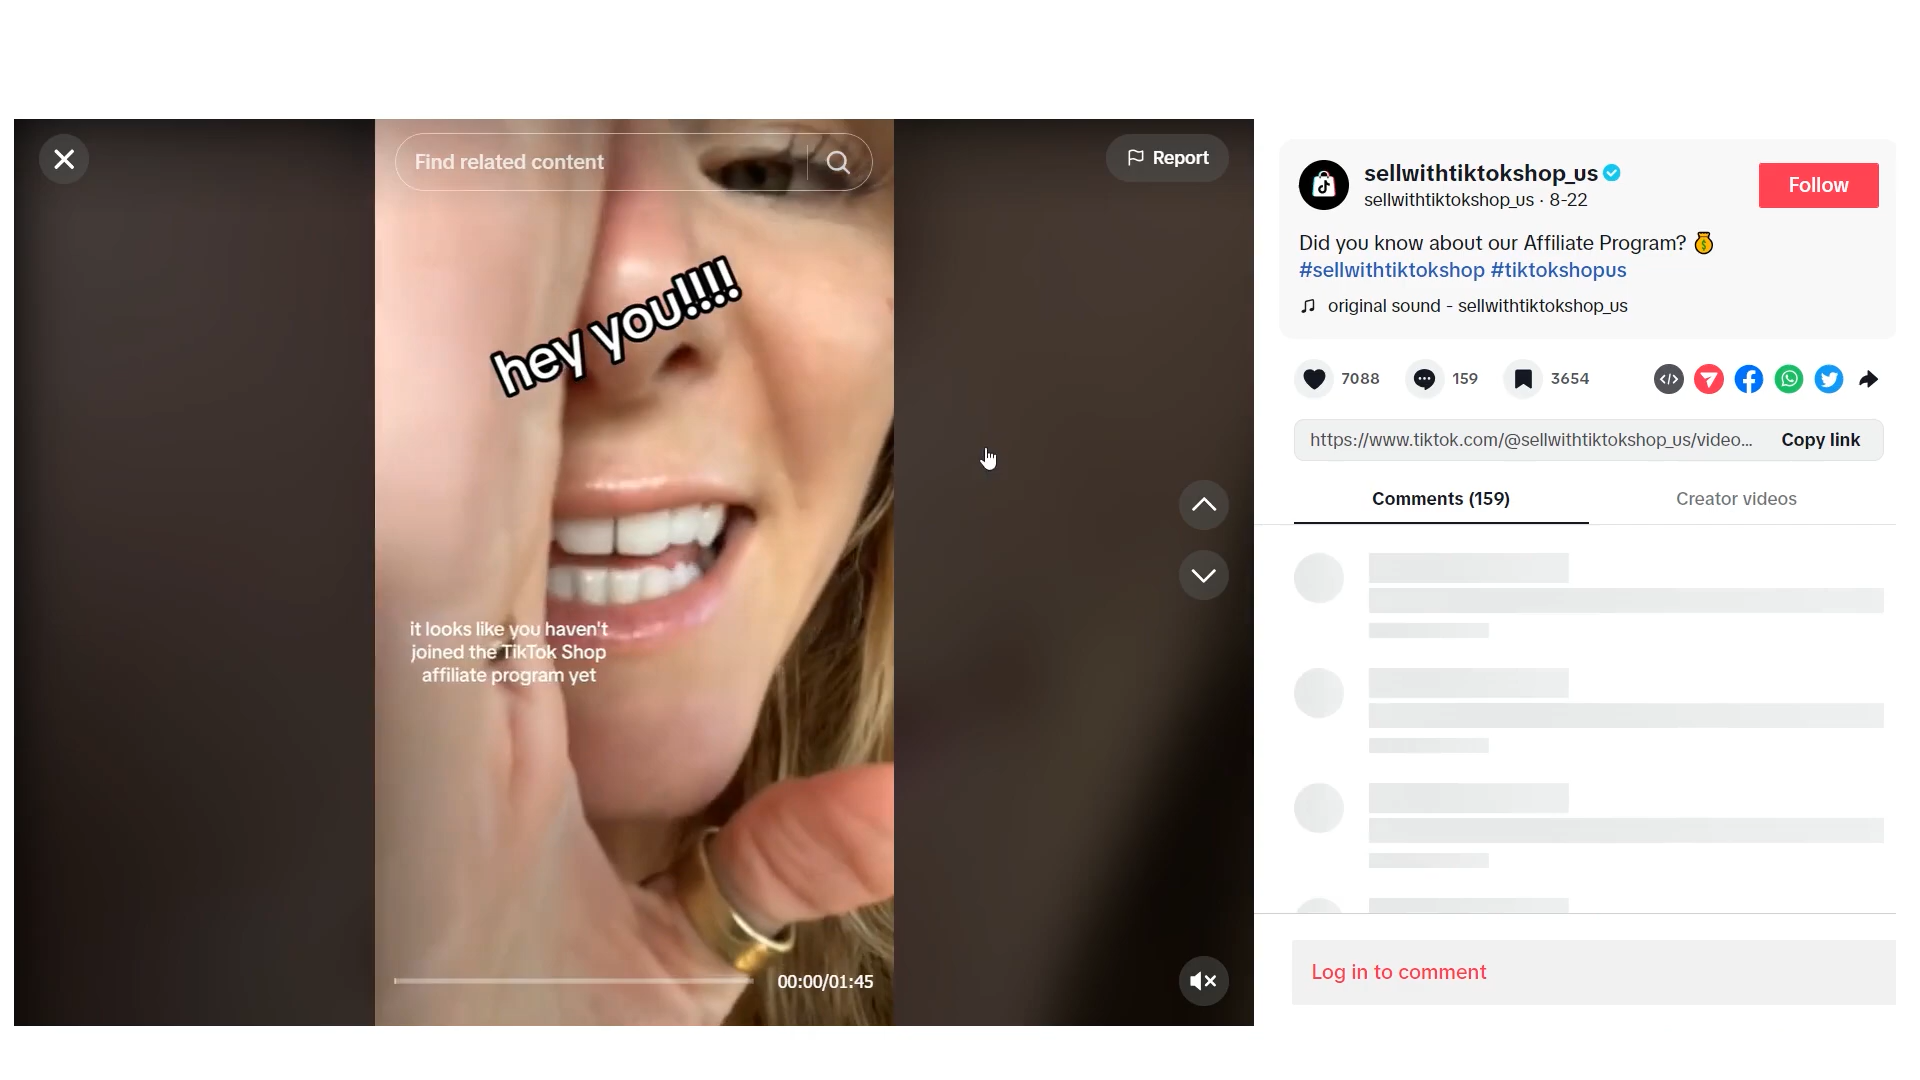 Find related content
Report
hey you!!!!
it looks like you haven't
joined the TikTok Shop
affiliate program yet
00:00/01:45
sellwithtiktokshop_us
sellwithtiktokshop_us · 8-22
Follow
Did you know about our Affiliate Program? 💰
#sellwithtiktokshop #tiktokshopus
original sound - sellwithtiktokshop_us
7088
159
3654
https://www.tiktok.com/@sellwithtiktokshop_us/video...
Copy link
Comments (159)
Creator videos
Log in to comment